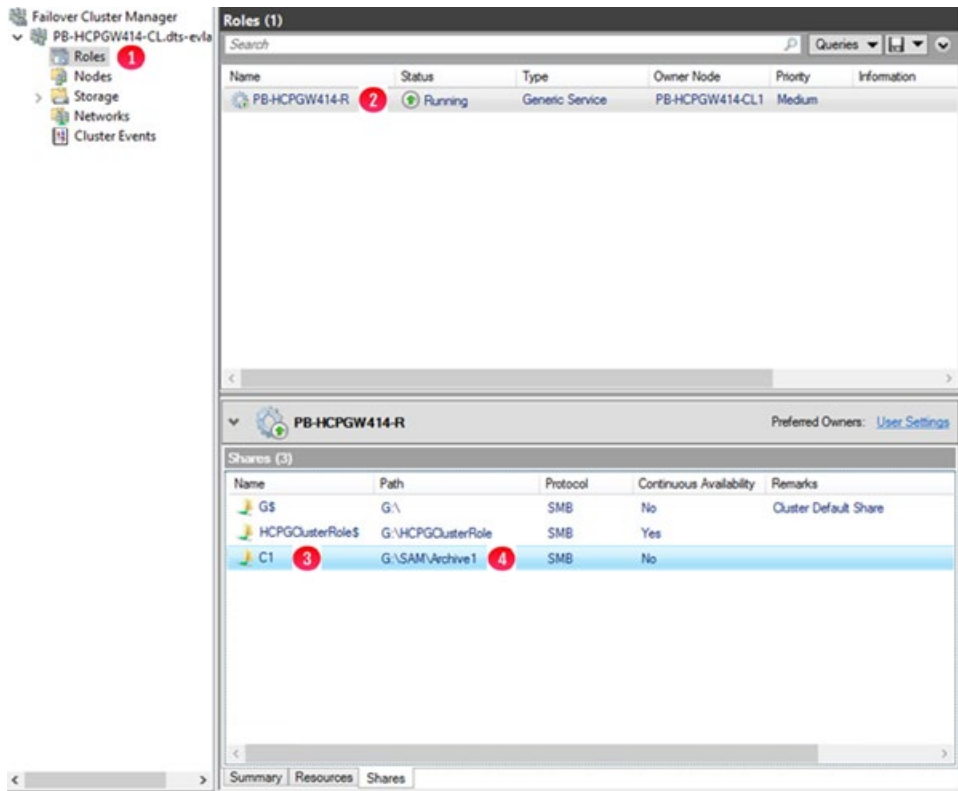 Failover Cluster Manager
PB-HCPGW414-CL.dts-evla
Roles 1
Nodes
Storage
Networks
Cluster Events
Roles (1)
Search Queries
Name Status Type Owner Node Priority Information
PB-HCPGW414-R 2 Running Generic Service PB-HCPGW414-CL1 Medium
PB-HCPGW414-R Preferred Owners: User Settings
Shares (3)
Name Path Protocol Continuous Availability Remarks
G$ G:\ SMB No Cluster Default Share
HCPGClusterRole$ G:\HCPGClusterRole SMB Yes
C1 3 G:\SAM\Archive1 4 SMB No
Summary Resources Shares